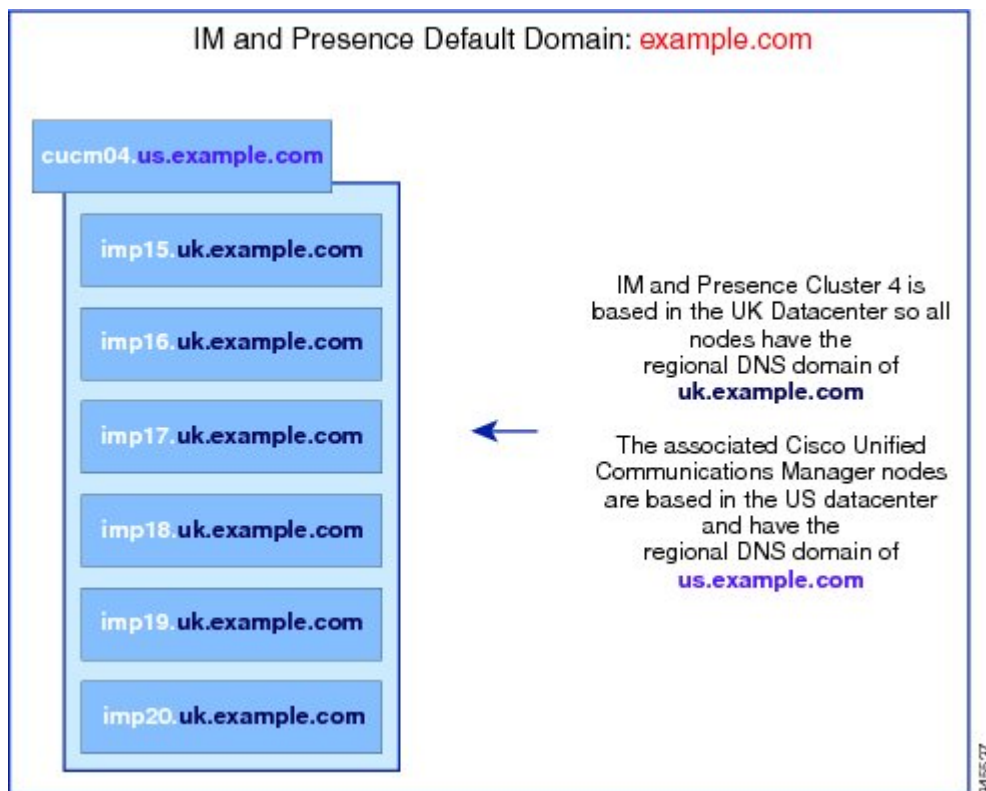 IM and Presence Default Domain: example.com
cucm04.us.example.com
imp15.uk.example.com
imp16.uk.example.com
imp17.uk.example.com
imp18.uk.example.com
imp19.uk.example.com
imp20.uk.example.com
IM and Presence Cluster 4 is
based in the UK Datacenter so all
nodes have the
regional DNS domain of
uk.example.com
The associated Cisco Unified
Communications Manager nodes
are based in the US datacenter
and have the
regional DNS domain of
us.example.com